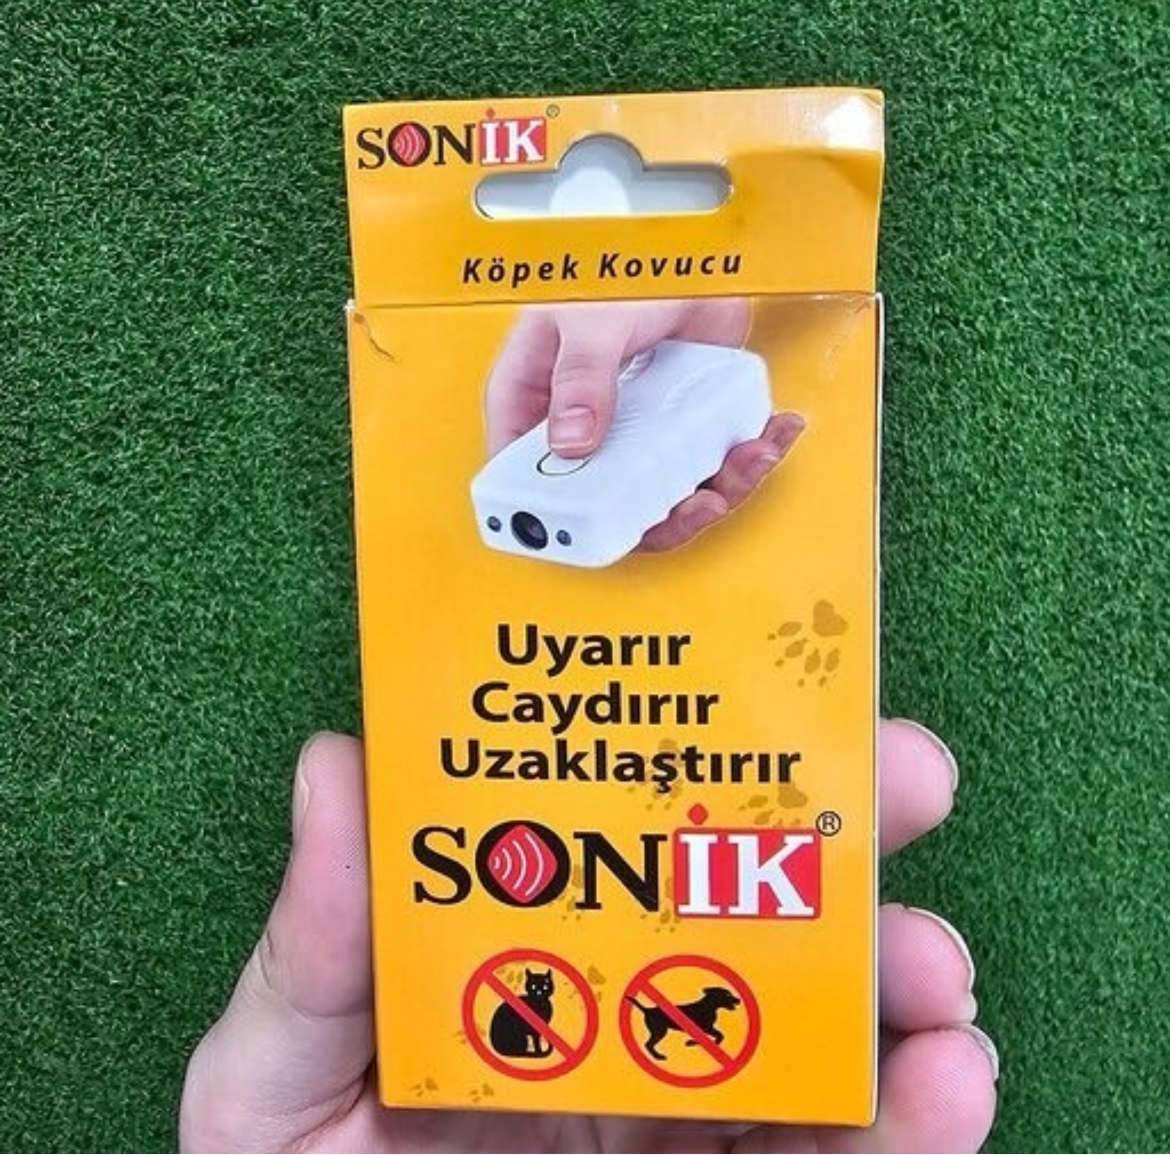 SONİK®
Köpek Kovucu
Uyarır
Caydırır
Uzaklaştırır
SONİK®